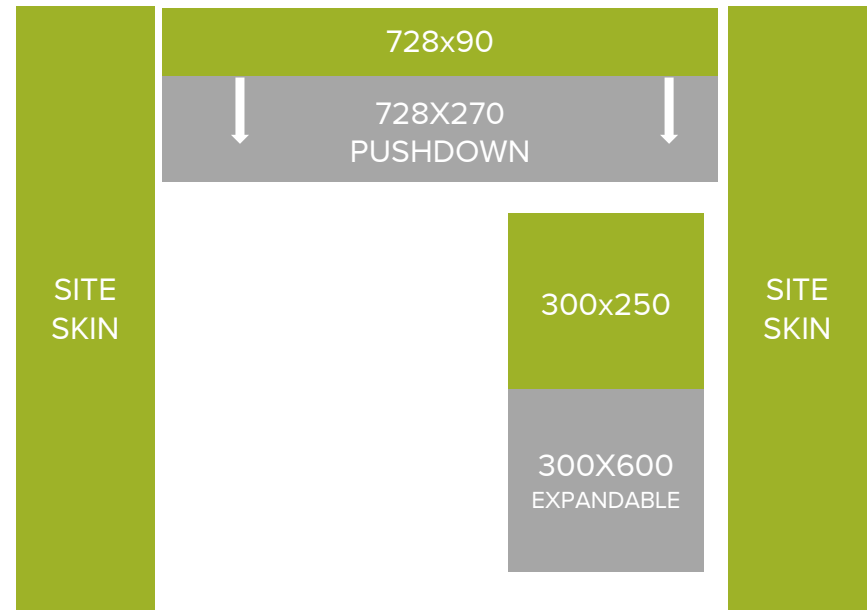 728x90
728X270
PUSHDOWN
SITE
SKIN
300x250
SITE
SKIN
300X600
EXPANDABLE